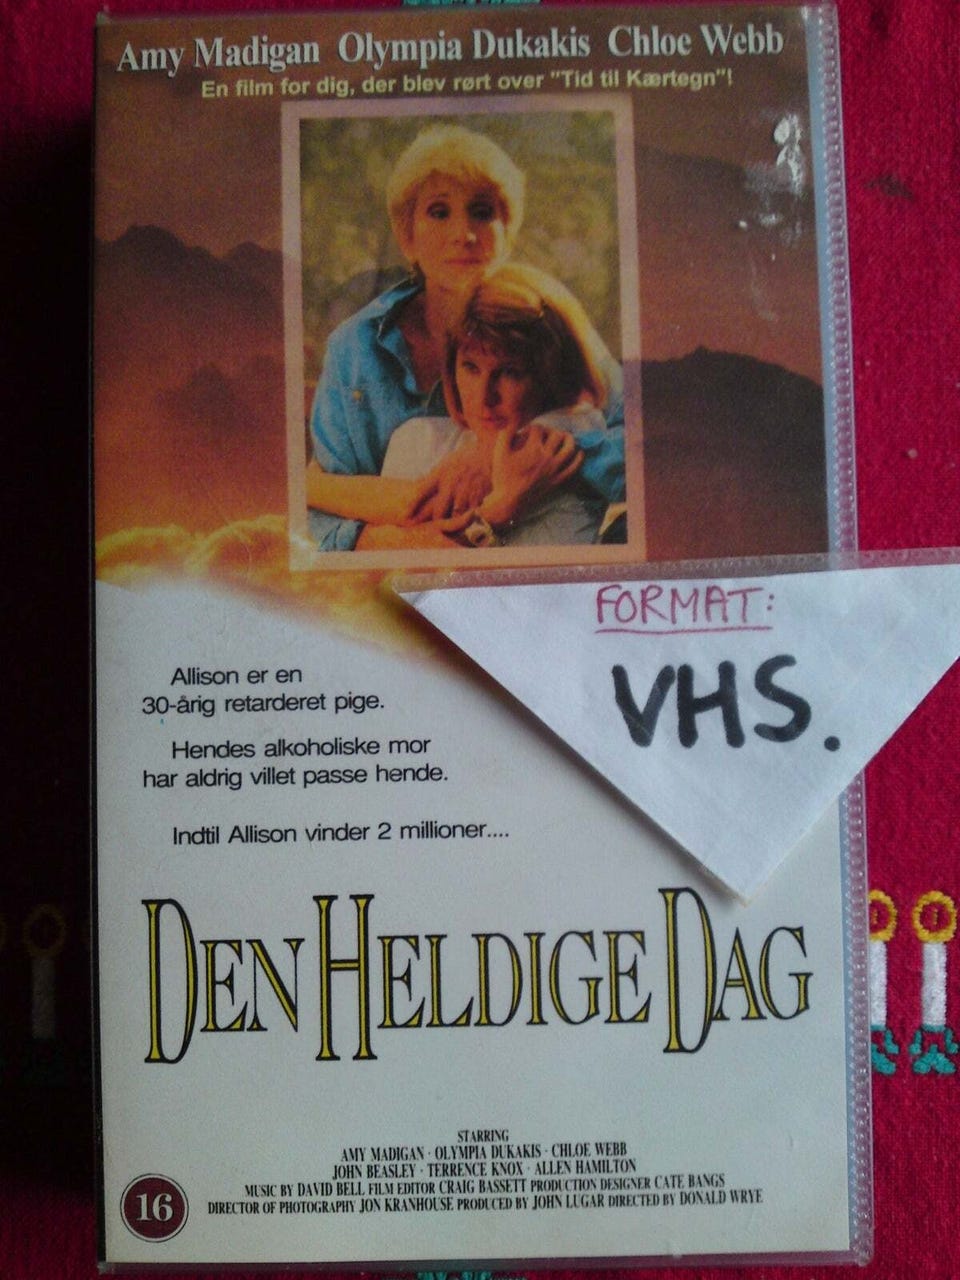 Amy Madigan Olympia Dukakis Chloe Webb
En film for dig, der blev rørt over "Tid til Kærtegn"!
FORMAT:
VHS.
Allison er en
30-årig retarderet pige.
Hendes alkoholiske mor
har aldrig villet passe hende.
Indtil Allison vinder 2 millioner....
DEN HELDIGE DAG
STARRING
AMY MADIGAN · OLYMPIA DUKAKIS · CHLOE WEBB
JOHN BEASLEY · TERRENCE KNOX · ALLEN HAMILTON
MUSIC BY DAVID BELL FILM EDITOR CRAIG BASSETT PRODUCTION DESIGNER CATE BANGS
DIRECTOR OF PHOTOGRAPHY JON KRANHOUSE PRODUCED BY JOHN LUGAR DIRECTED BY DONALD WRYE
16